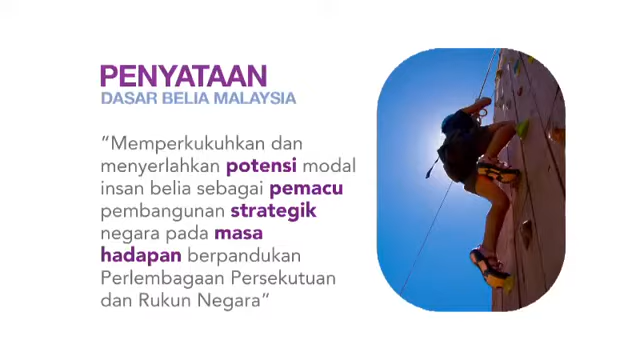 PENYATAAN
DASAR BELIA MALAYSIA
“Memperkukuhkan dan
menyerlahkan potensi modal
insan belia sebagai pemacu
pembangunan strategik
negara pada masa
hadapan berpandukan
Perlembagaan Persekutuan
dan Rukun Negara”